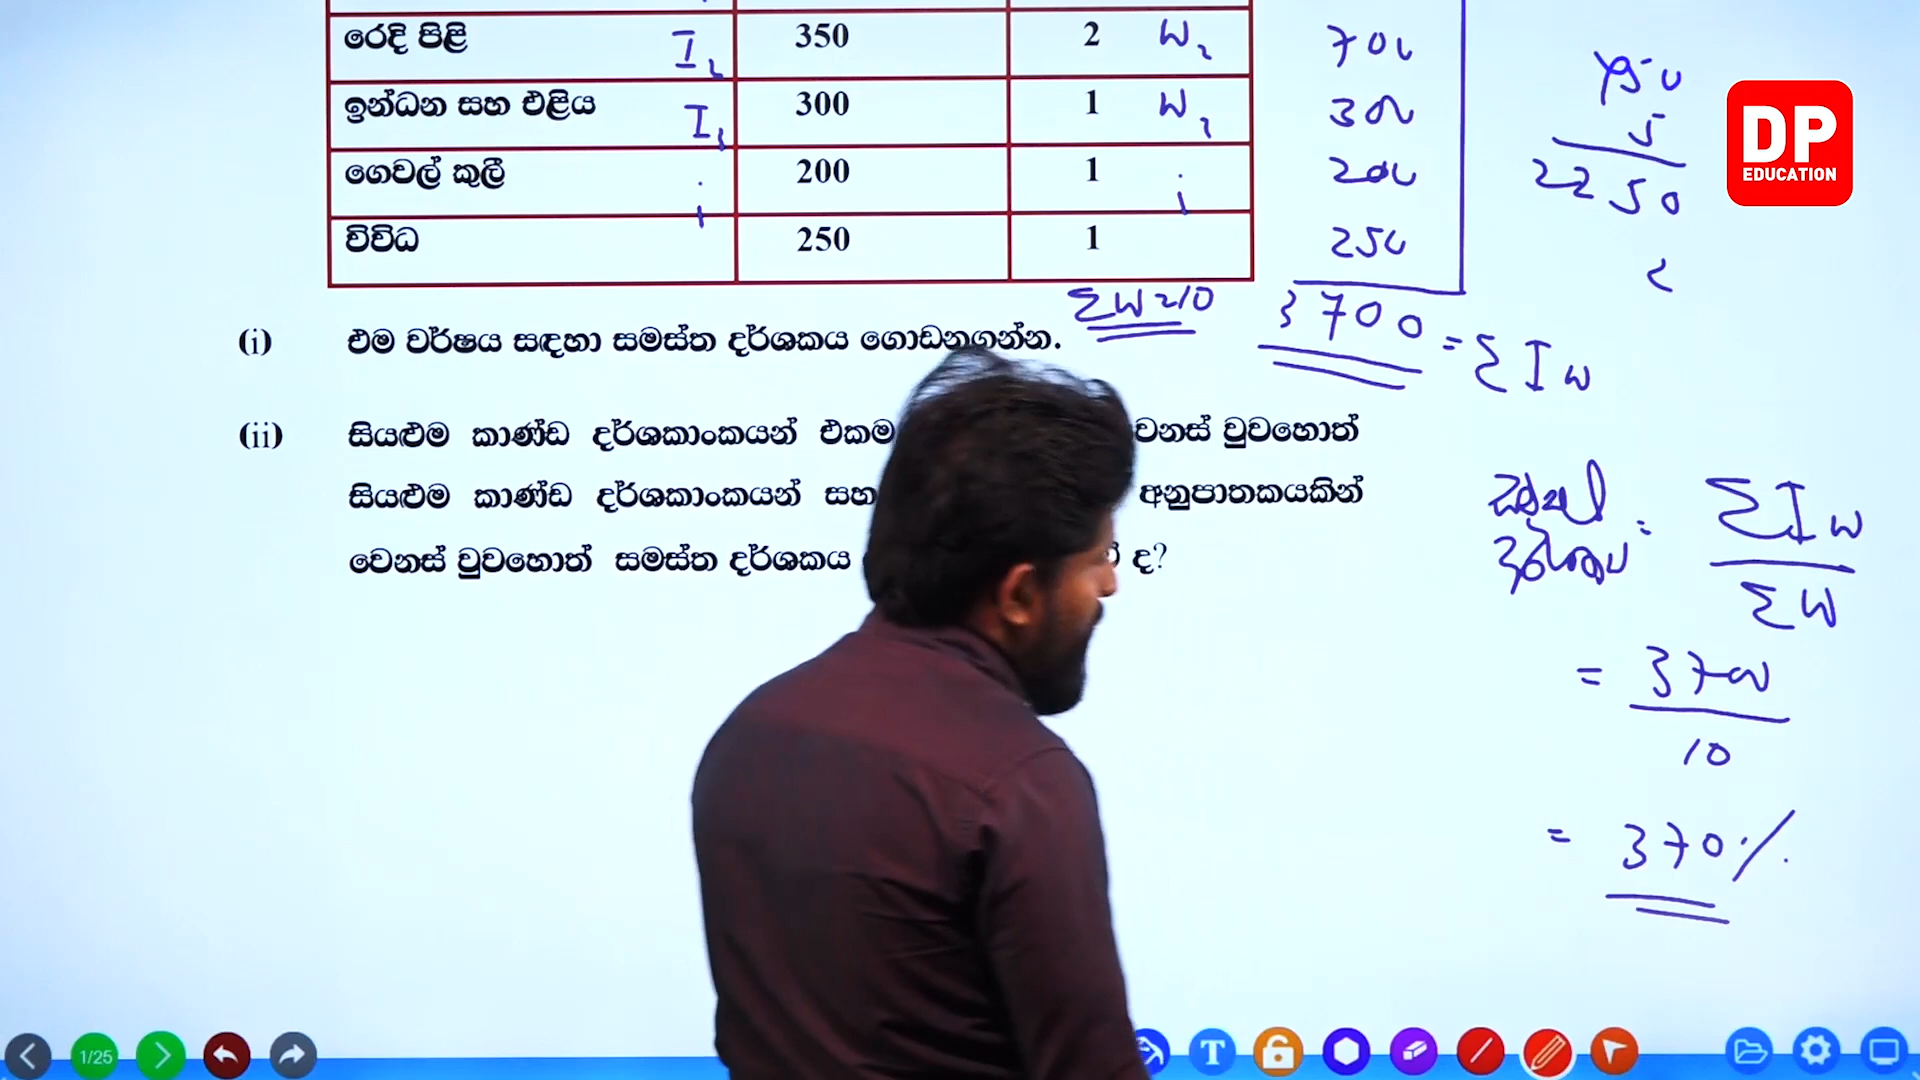 රෙදි පිළි I₂ 350 2 W₂ 700
ඉන්ධන සහ එළිය 300 1 W 300
ගෙවල් කුලී 200 1 200
විවිධ 250 1 250
ΣW = 10
3700 = ΣIW
5
2250
DP
EDUCATION
(i) එම වර්ෂය සඳහා සමස්ත දර්ශකය ගොඩනගන්න.
(ii) සියළුම කාණ්ඩ දර්ශකාංකයන් එකම වෙනස් වුවහොත්
සියළුම කාණ්ඩ දර්ශකාංකයන් සහ අනුපාතකයකින්
වෙනස් වුවහොත් සමස්ත දර්ශකය ද?
= ΣIW
ΣW
= 3700
10
= 370%
1/25
T